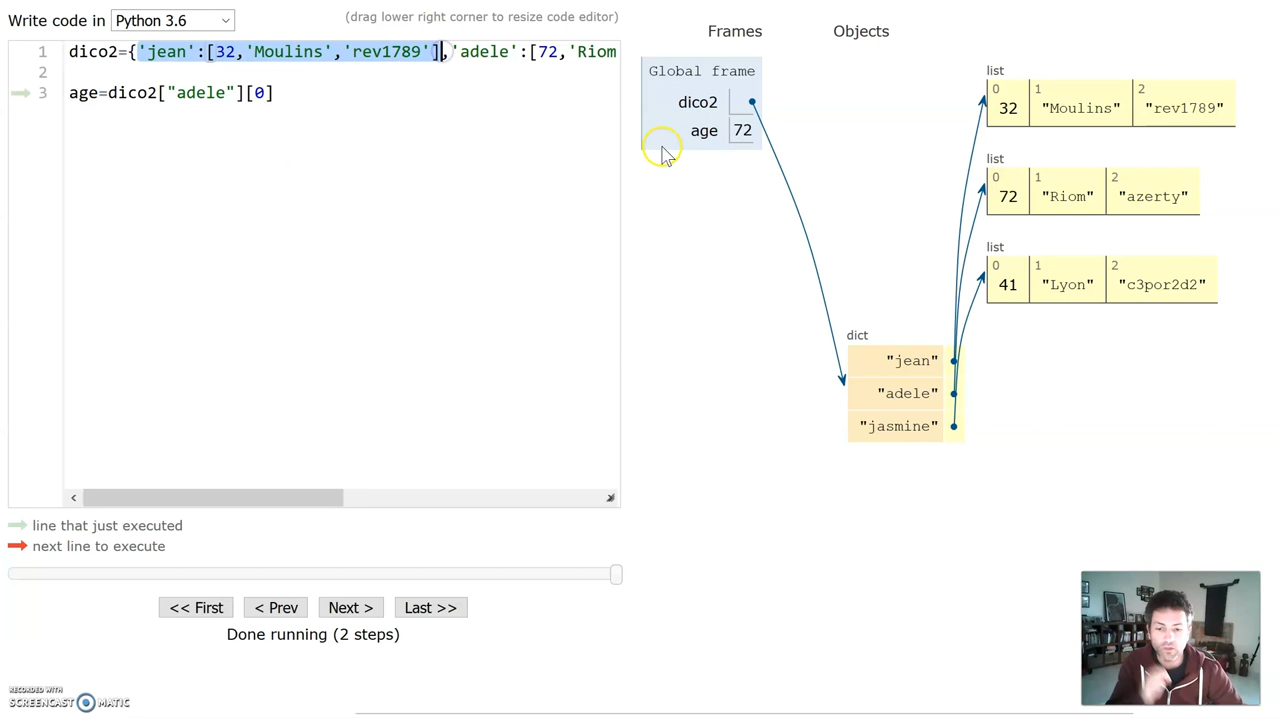 Write code in Python 3.6
(drag lower right corner to resize code editor)
1 dico2={'jean':[32,'Moulins','rev1789'],'adele':[72,'Riom
2
3 age=dico2["adele"][0]
line that just executed
next line to execute
<< First < Prev Next > Last >>
Done running (2 steps)
RECORDED WITH
SCREENCAST MATIC
Frames Objects
Global frame
dico2
age 72
list
0 1 2
32 "Moulins" "rev1789"
list
0 1 2
72 "Riom" "azerty"
list
0 1 2
41 "Lyon" "c3por2d2"
dict
"jean"
"adele"
"jasmine"